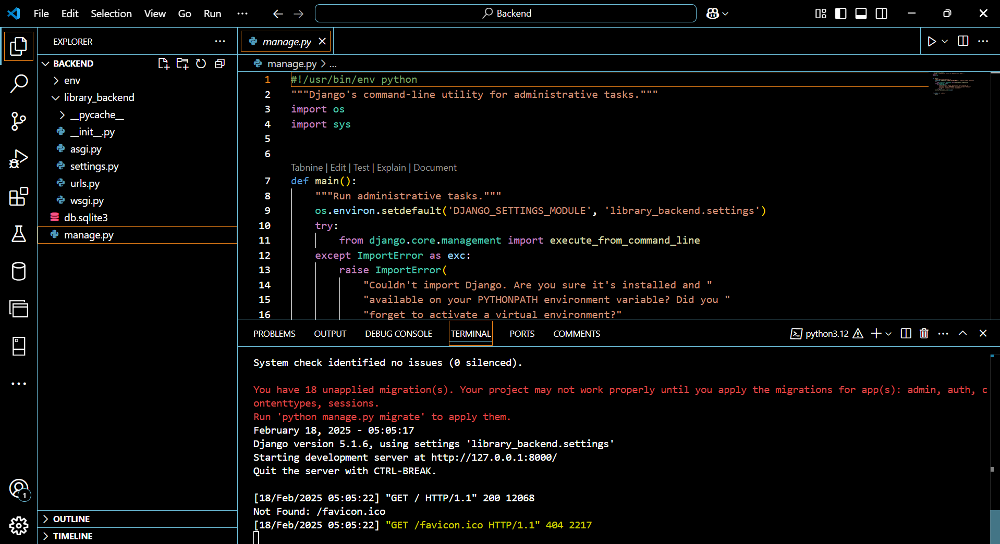 File Edit Selection View Go Run ···
Backend
EXPLORER
BACKEND
env
library_backend
__pycache__
__init__.py
asgi.py
settings.py
urls.py
wsgi.py
db.sqlite3
manage.py
OUTLINE
TIMELINE
1
manage.py
manage.py > ...
1 #!/usr/bin/env python
2 """Django's command-line utility for administrative tasks."""
3 import os
4 import sys
5
6
Tabnine | Edit | Test | Explain | Document
7 def main():
8 """Run administrative tasks."""
9 os.environ.setdefault('DJANGO_SETTINGS_MODULE', 'library_backend.settings')
10 try:
11 from django.core.management import execute_from_command_line
12 except ImportError as exc:
13 raise ImportError(
14 "Couldn't import Django. Are you sure it's installed and "
15 "available on your PYTHONPATH environment variable? Did you "
16 "forget to activate a virtual environment?"
PROBLEMS OUTPUT DEBUG CONSOLE TERMINAL PORTS COMMENTS
python3.12
System check identified no issues (0 silenced).
You have 18 unapplied migration(s). Your project may not work properly until you apply the migrations for app(s): admin, auth, c
ontenttypes, sessions.
Run 'python manage.py migrate' to apply them.
February 18, 2025 - 05:05:17
Django version 5.1.6, using settings 'library_backend.settings'
Starting development server at http://127.0.0.1:8000/
Quit the server with CTRL-BREAK.
[18/Feb/2025 05:05:22] "GET / HTTP/1.1" 200 12068
Not Found: /favicon.ico
[18/Feb/2025 05:05:22] "GET /favicon.ico HTTP/1.1" 404 2217